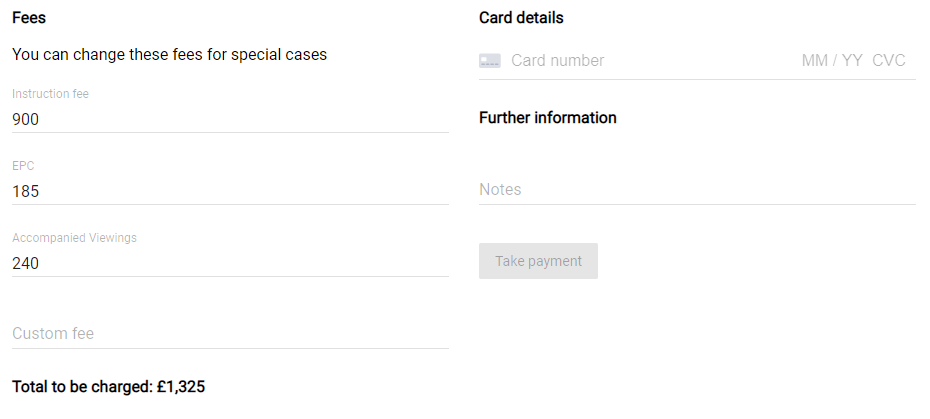 Fees
You can change these fees for special cases
Instruction fee
900
EPC
185
Accompanied Viewings
240
Custom fee
Total to be charged: £1,325
Card details
Card number MM / YY CVC
Further information
Notes
Take payment